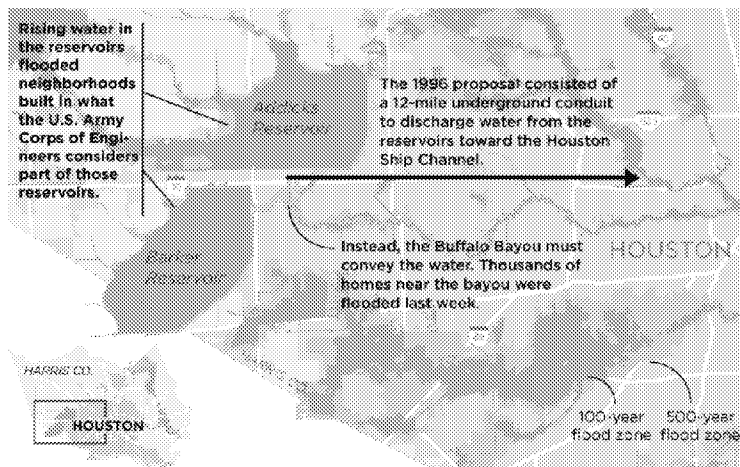 Rising water in
the reservoirs
flooded
neighborhoods
built in what
the U.S. Army
Corps of Engi-
neers considers
part of those
reservoirs.
Addicks
Reservoir
The 1996 proposal consisted of
a 12-mile underground conduit
to discharge water from the
reservoirs toward the Houston
Ship Channel.
Barker
Reservoir
Instead, the Buffalo Bayou must
convey the water. Thousands of
homes near the bayou were
flooded last week.
HOUSTON
HARRIS CO.
HARRIS CO.
HOUSTON
100-year
flood zone
500-year
flood zone